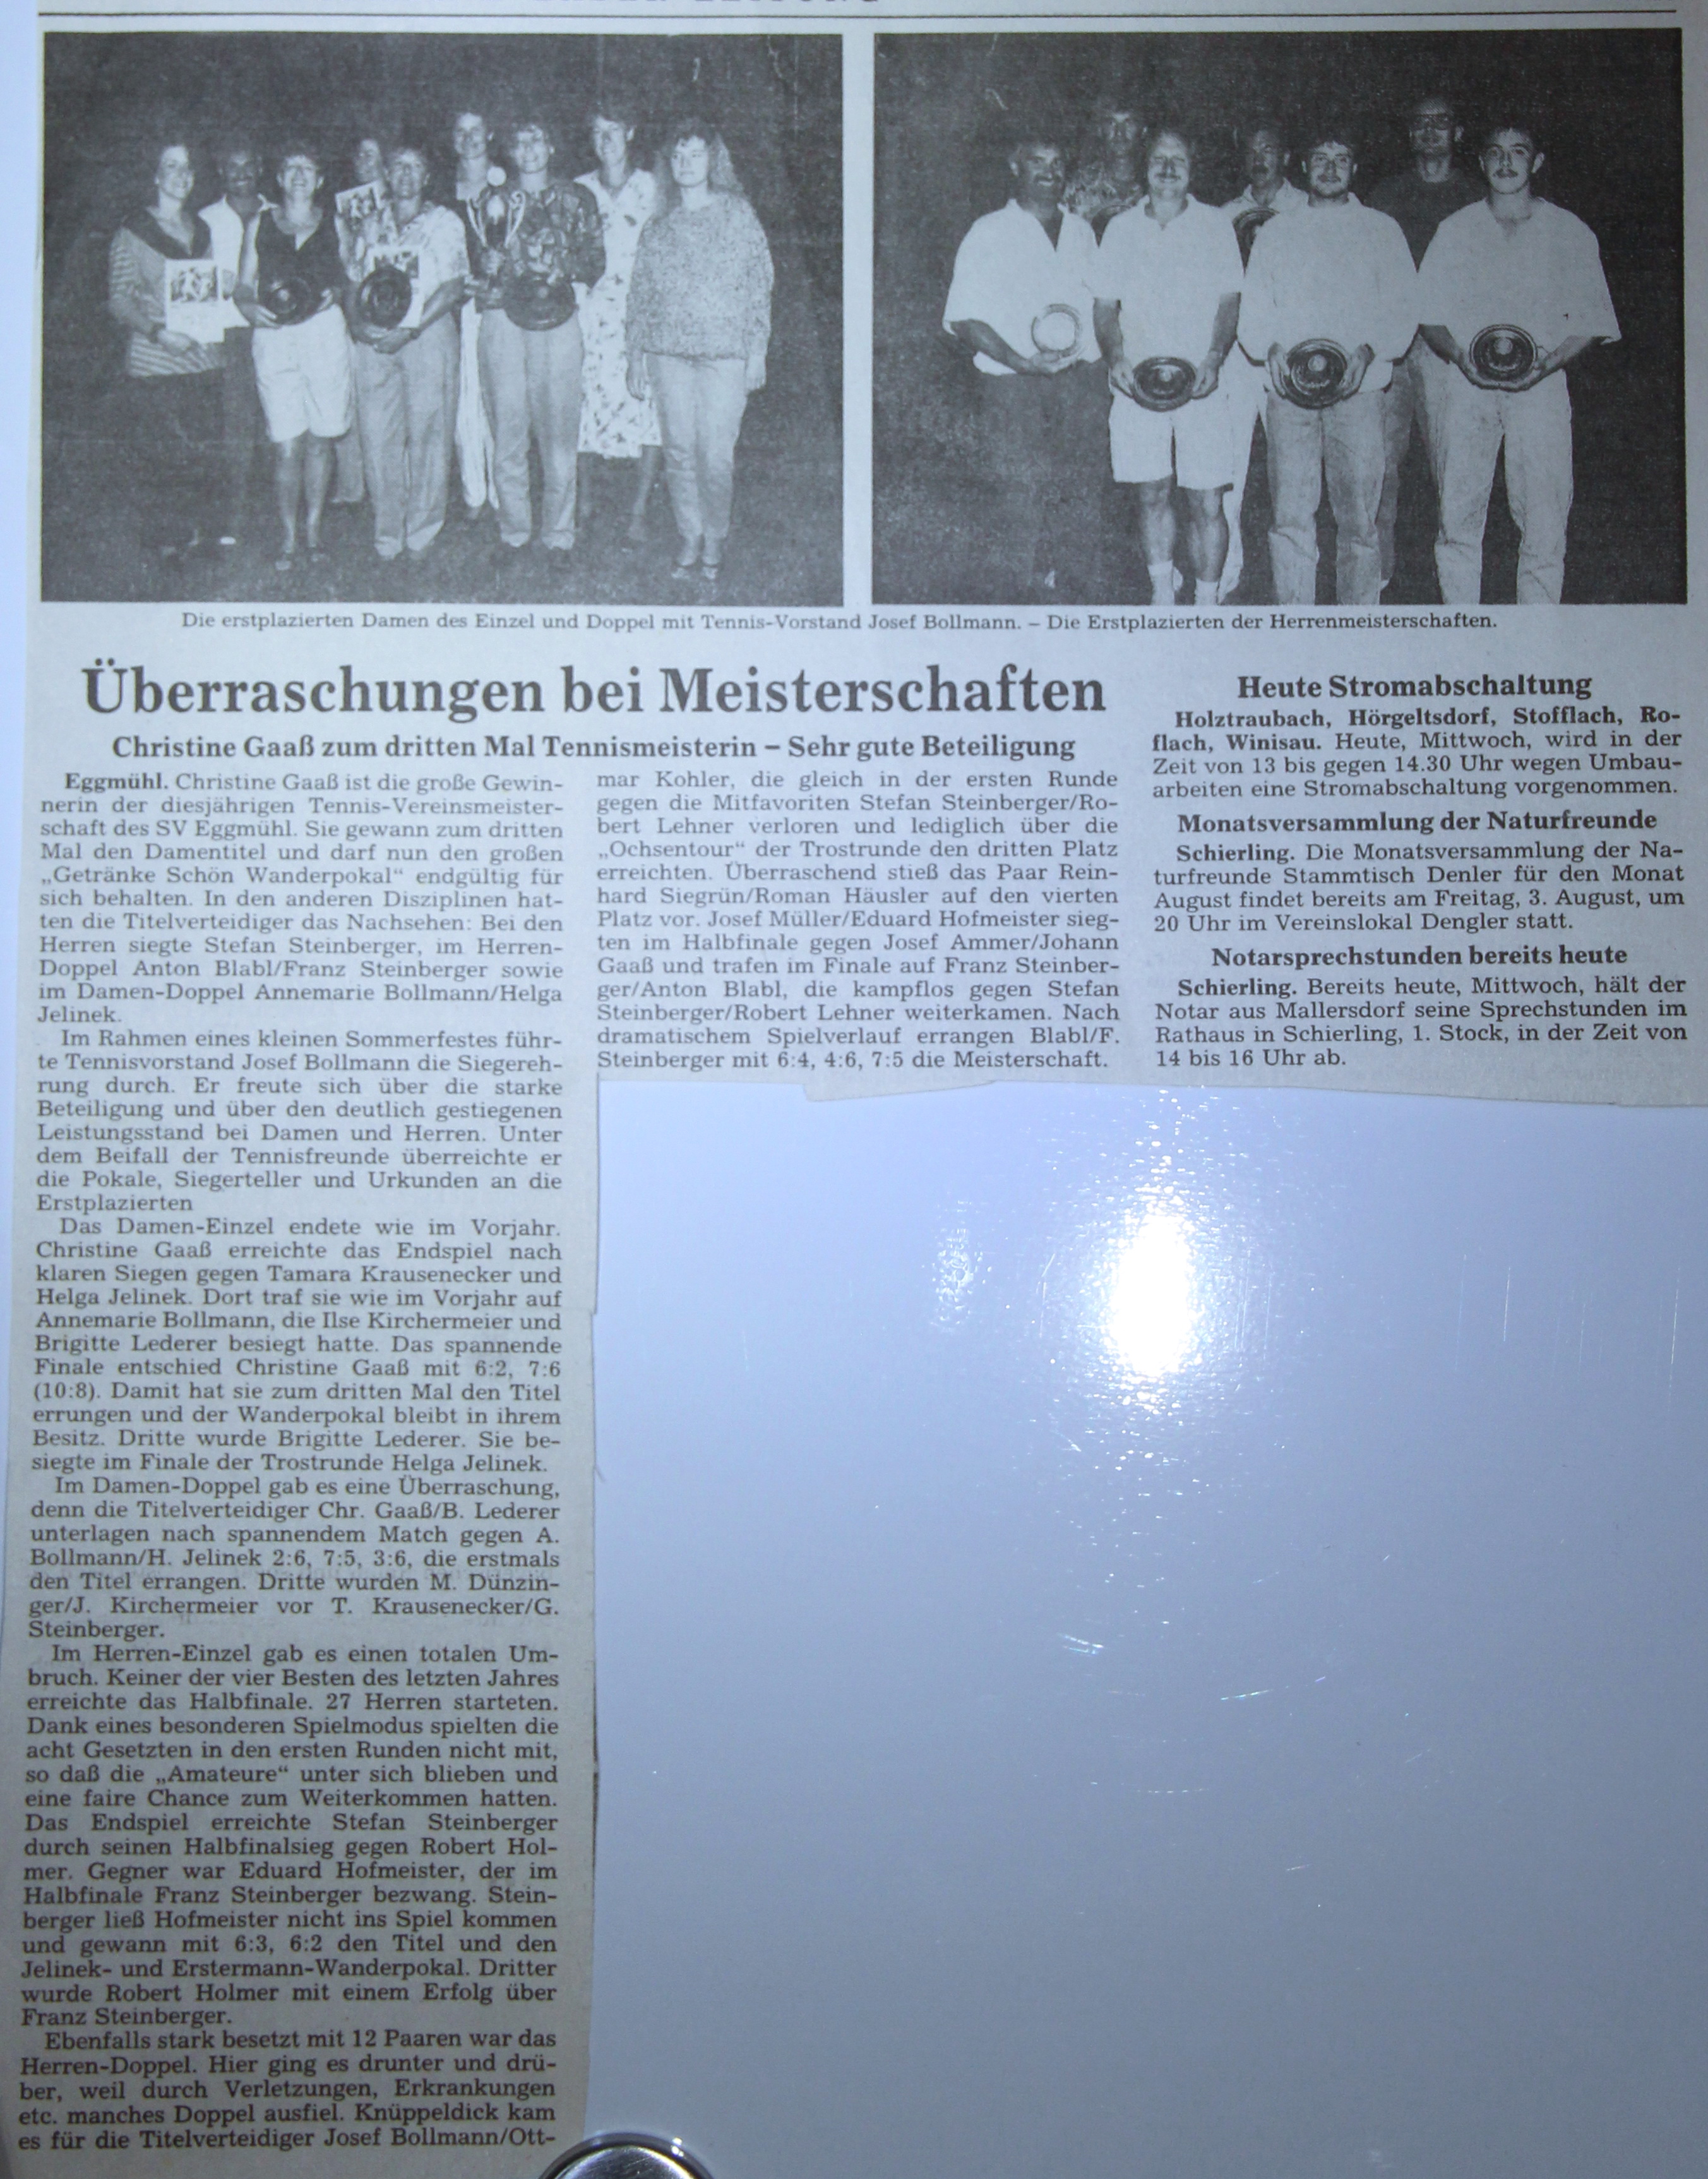 Die erstplazierten Damen des Einzel und Doppel mit Tennis-Vorstand Josef Bollmann. – Die Erstplazierten der Herrenmeisterschaften.
Überraschungen bei Meisterschaften
Christine Gaaß zum dritten Mal Tennismeisterin – Sehr gute Beteiligung
Eggmühl. Christine Gaaß ist die große Gewin-
nerin der diesjährigen Tennis-Vereinsmeister-
schaft des SV Eggmühl. Sie gewann zum dritten
Mal den Damentitel und darf nun den großen
„Getränke Schön Wanderpokal“ endgültig für
sich behalten. In den anderen Disziplinen hat-
ten die Titelverteidiger das Nachsehen: Bei den
Herren siegte Stefan Steinberger, im Herren-
Doppel Anton Blabl/Franz Steinberger sowie
im Damen-Doppel Annemarie Bollmann/Helga
Jelinek.
Im Rahmen eines kleinen Sommerfestes führ-
te Tennisvorstand Josef Bollmann die Siegereh-
rung durch. Er freute sich über die starke
Beteiligung und über den deutlich gestiegenen
Leistungsstand bei Damen und Herren. Unter
dem Beifall der Tennisfreunde überreichte er
die Pokale, Siegerteller und Urkunden an die
Erstplazierten
Das Damen-Einzel endete wie im Vorjahr.
Christine Gaaß erreichte das Endspiel nach
klaren Siegen gegen Tamara Krausenecker und
Helga Jelinek. Dort traf sie wie im Vorjahr auf
Annemarie Bollmann, die Ilse Kirchermeier und
Brigitte Lederer besiegt hatte. Das spannende
Finale entschied Christine Gaaß mit 6:2, 7:6
(10:8). Damit hat sie zum dritten Mal den Titel
errungen und der Wanderpokal bleibt in ihrem
Besitz. Dritte wurde Brigitte Lederer. Sie be-
siegte im Finale der Trostrunde Helga Jelinek.
Im Damen-Doppel gab es eine Überraschung,
denn die Titelverteidiger Chr. Gaaß/B. Lederer
unterlagen nach spannendem Match gegen A.
Bollmann/H. Jelinek 2:6, 7:5, 3:6, die erstmals
den Titel errangen. Dritte wurden M. Dünzin-
ger/J. Kirchermeier vor T. Krausenecker/G.
Steinberger.
Im Herren-Einzel gab es einen totalen Um-
bruch. Keiner der vier Besten des letzten Jahres
erreichte das Halbfinale. 27 Herren starteten.
Dank eines besonderen Spielmodus spielten die
acht Gesetzten in den ersten Runden nicht mit,
so daß die „Amateure“ unter sich blieben und
eine faire Chance zum Weiterkommen hatten.
Das Endspiel erreichte Stefan Steinberger
durch seinen Halbfinalsieg gegen Robert Hol-
mer. Gegner war Eduard Hofmeister, der im
Halbfinale Franz Steinberger bezwang. Stein-
berger ließ Hofmeister nicht ins Spiel kommen
und gewann mit 6:3, 6:2 den Titel und den
Jelinek- und Erstermann-Wanderpokal. Dritter
wurde Robert Holmer mit einem Erfolg über
Franz Steinberger.
Ebenfalls stark besetzt mit 12 Paaren war das
Herren-Doppel. Hier ging es drunter und drü-
ber, weil durch Verletzungen, Erkrankungen
etc. manches Doppel ausfiel. Knüppeldick kam
es für die Titelverteidiger Josef Bollmann/Ott-
mar Kohler, die gleich in der ersten Runde
gegen die Mitfavoriten Stefan Steinberger/Ro-
bert Lehner verloren und lediglich über die
„Ochsentour“ der Trostrunde den dritten Platz
erreichten. Überraschend stieß das Paar Rein-
hard Siegrün/Roman Häusler auf den vierten
Platz vor. Josef Müller/Eduard Hofmeister sieg-
ten im Halbfinale gegen Josef Ammer/Johann
Gaaß und trafen im Finale auf Franz Steinber-
ger/Anton Blabl, die kampflos gegen Stefan
Steinberger/Robert Lehner weiterkamen. Nach
dramatischem Spielverlauf errangen Blabl/F.
Steinberger mit 6:4, 4:6, 7:5 die Meisterschaft.
Heute Stromabschaltung
Holztraubach, Hörgeltsdorf, Stofflach, Ro-
flach, Winisau. Heute, Mittwoch, wird in der
Zeit von 13 bis gegen 14.30 Uhr wegen Umbau-
arbeiten eine Stromabschaltung vorgenommen.
Monatsversammlung der Naturfreunde
Schierling. Die Monatsversammlung der Na-
turfreunde Stammtisch Denler für den Monat
August findet bereits am Freitag, 3. August, um
20 Uhr im Vereinslokal Dengler statt.
Notarsprechstunden bereits heute
Schierling. Bereits heute, Mittwoch, hält der
Notar aus Mallersdorf seine Sprechstunden im
Rathaus in Schierling, 1. Stock, in der Zeit von
14 bis 16 Uhr ab.